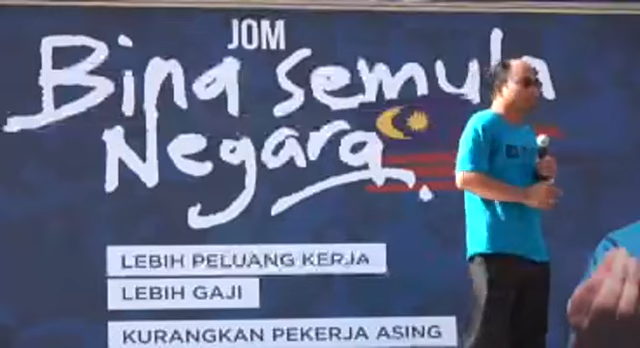 JOM
Bina semula
Negara
LEBIH PELUANG KERJA
LEBIH GAJI
KURANGKAN PEKERJA ASING